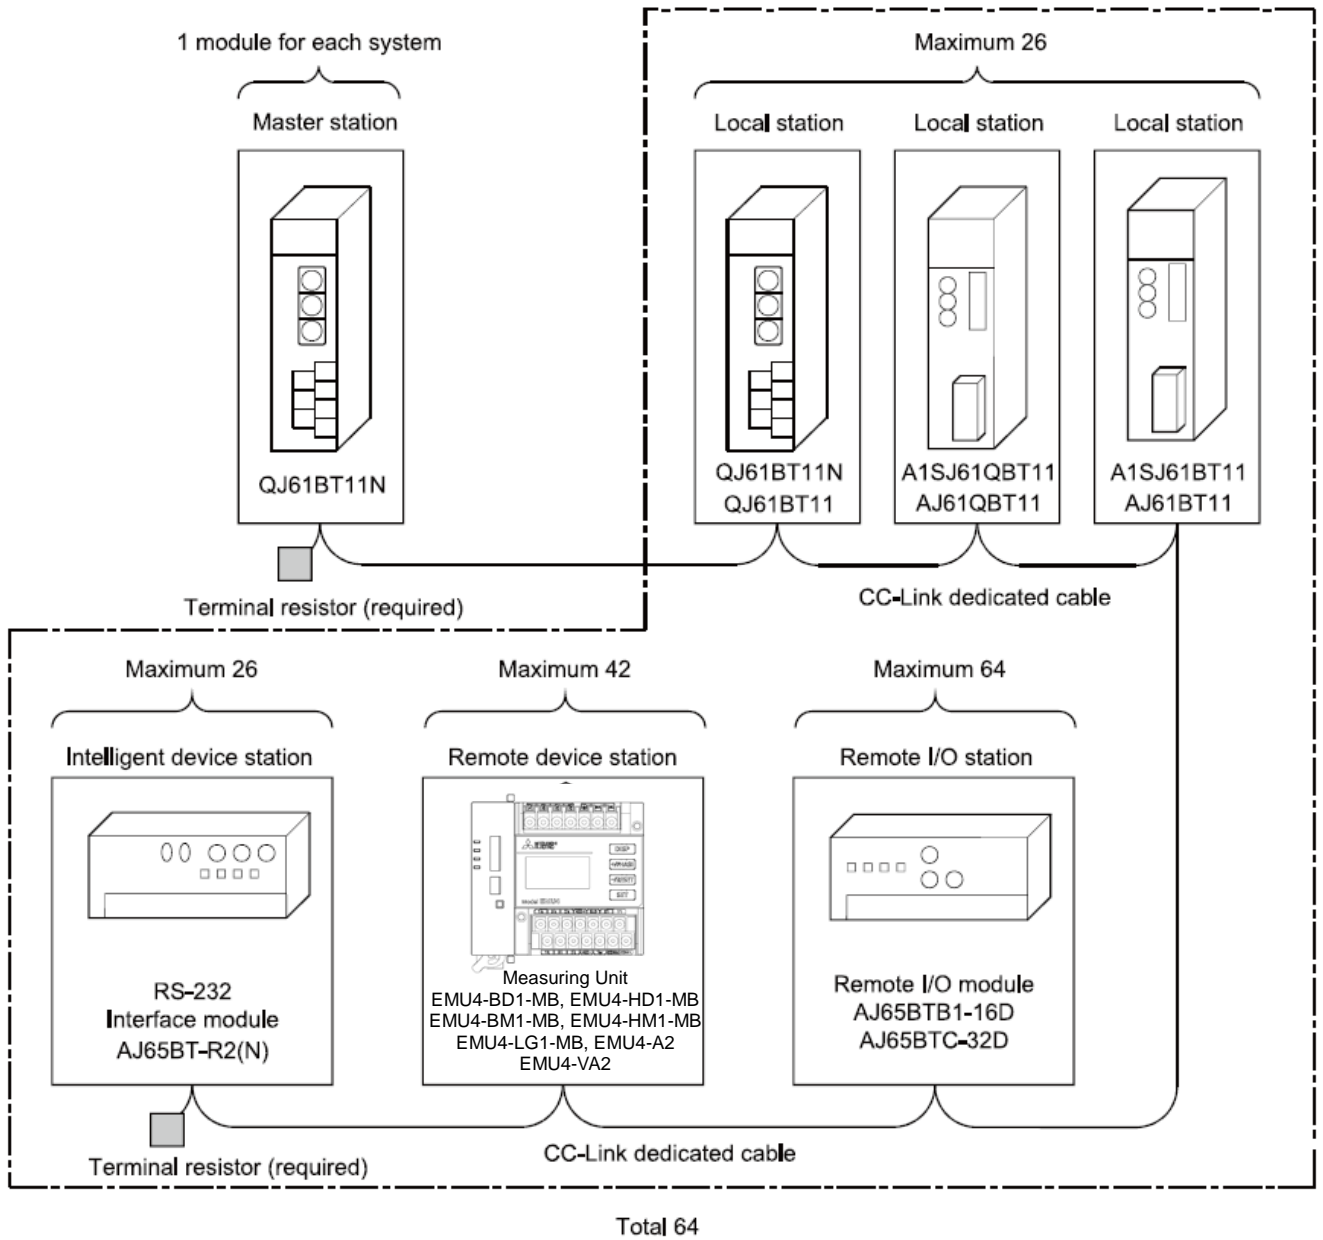 1 module for each system
Maximum 26
Master station
Local station
Local station
Local station
QJ61BT11N
QJ61BT11N
QJ61BT11
A1SJ61QBT11
AJ61QBT11
A1SJ61BT11
AJ61BT11
Terminal resistor (required)
CC-Link dedicated cable
Maximum 26
Maximum 42
Maximum 64
Intelligent device station
Remote device station
Remote I/O station
DISP
SET
RS-232
Interface module
AJ65BT-R2(N)
Measuring Unit
EMU4-BD1-MB, EMU4-HD1-MB
EMU4-BM1-MB, EMU4-HM1-MB
EMU4-LG1-MB, EMU4-A2
EMU4-VA2
Remote I/O module
AJ65BTB1-16D
AJ65BTC-32D
Terminal resistor (required)
CC-Link dedicated cable
Total 64